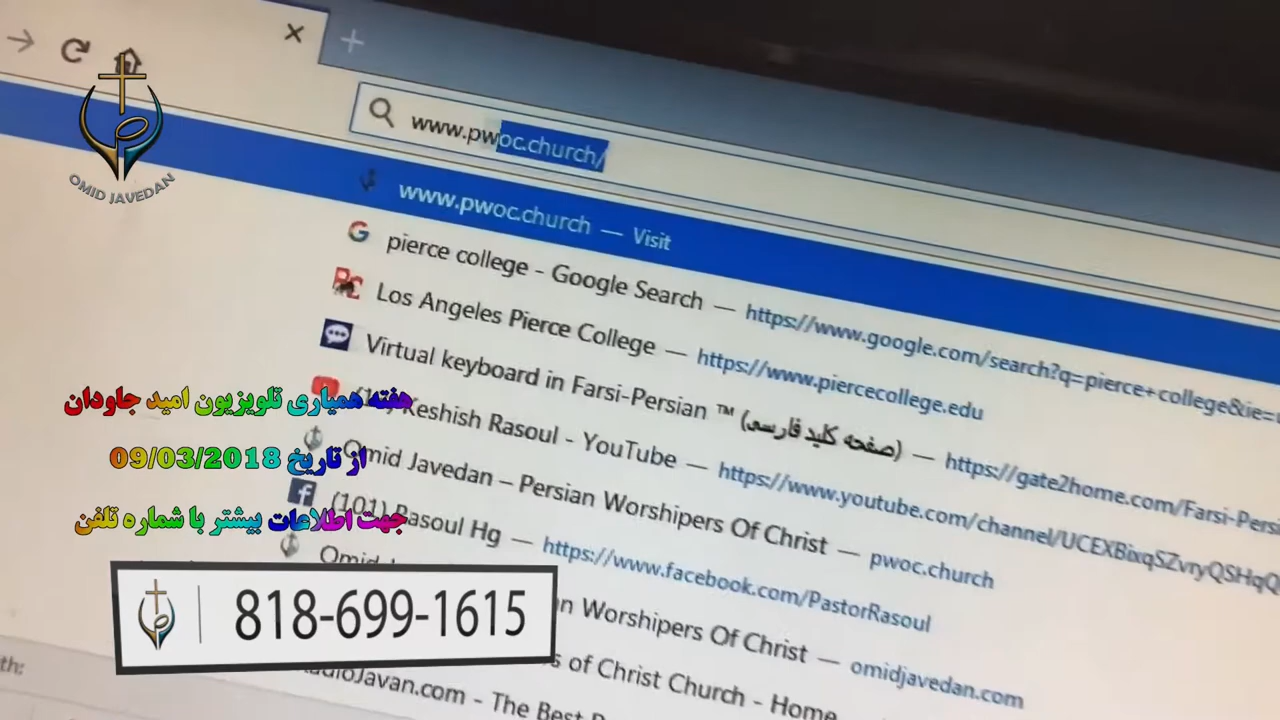 www.pwoc.church/
www.pwoc.church — Visit
pierce college - Google Search — https://www.google.com/search?q=pierce+college&ie=
Los Angeles Pierce College — https://www.piercecollege.edu
Virtual keyboard in Farsi-Persian ™ (صفحه کلید فارسی) — https://gate2home.com/Farsi-Pers
Keshish Rasoul - YouTube — https://www.youtube.com/channel/UCEXBixqSZvryQSHqQ
Omid Javedan – Persian Worshipers Of Christ — pwoc.church
(101) Rasoul Hg — https://www.facebook.com/PastorRasoul
Worshipers Of Christ — omidjavedan.com
s of Christ Church - Home
RadioJavan.com - The Best
OMID JAVEDAN
هفته همیاری تلویزیون امید جاودان
از تاریخ 09/03/2018
جهت اطلاعات بیشتر با شماره تلفن
818-699-1615